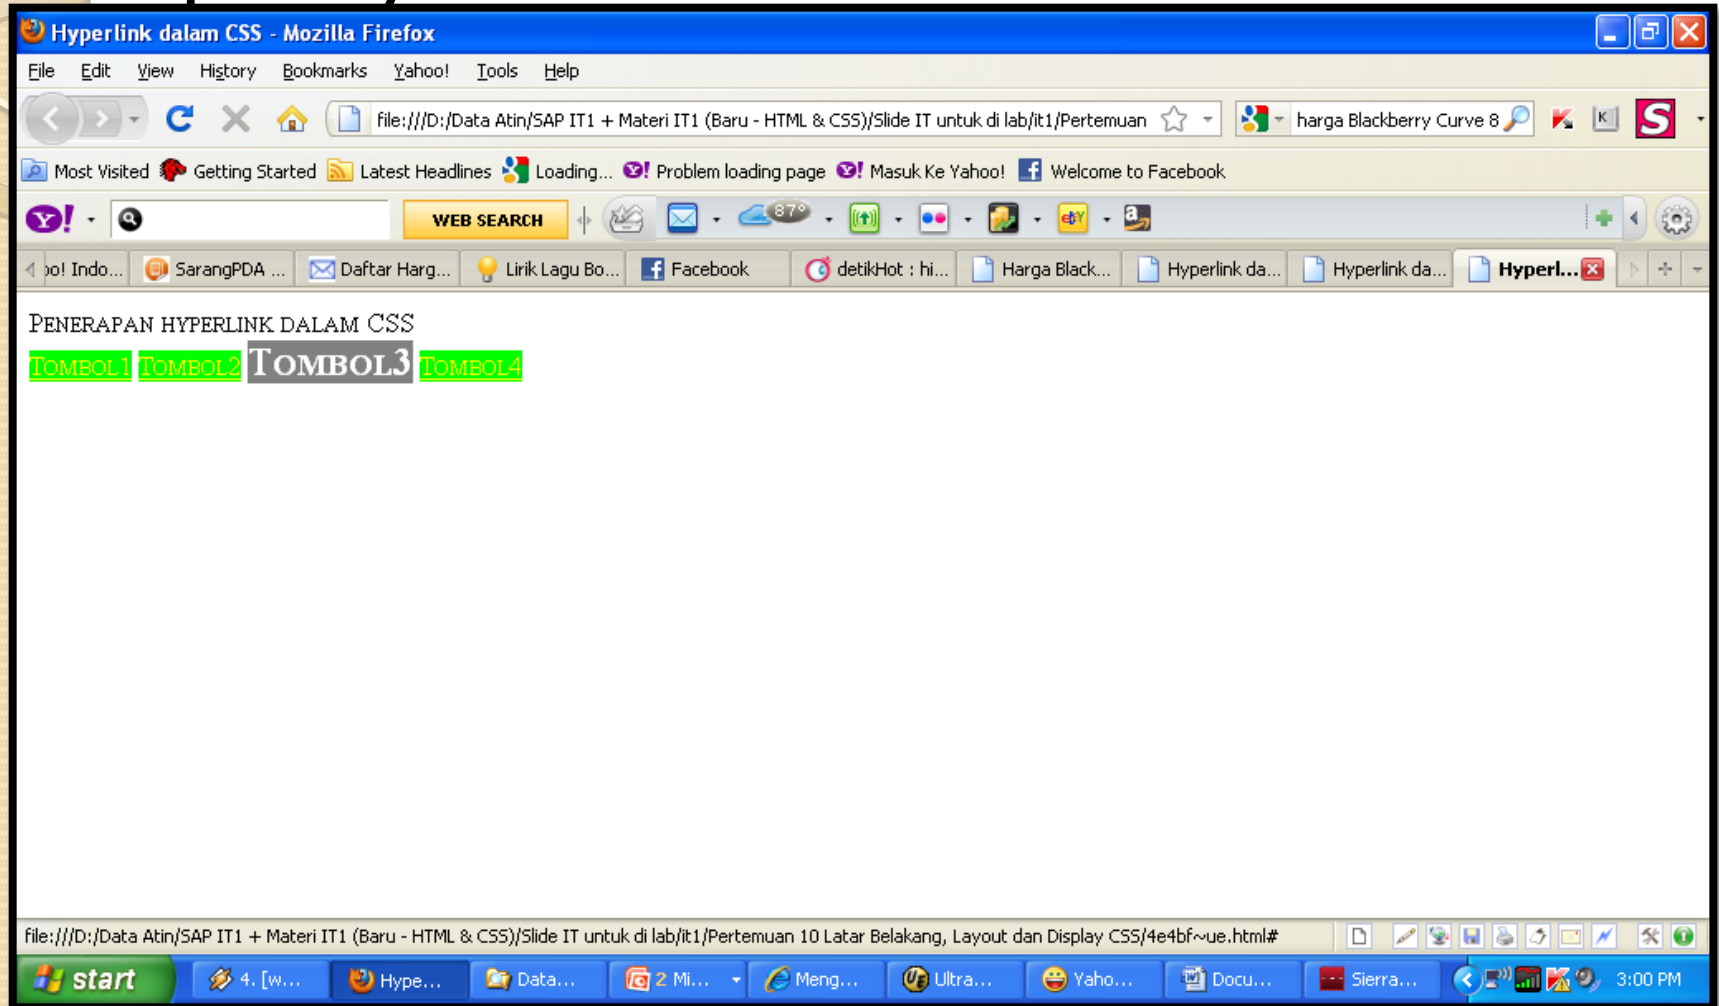 Hyperlink dalam CSS - Mozilla Firefox
File Edit View History Bookmarks Yahoo! Tools Help
file:///D:/Data Atin/SAP IT1 + Materi IT1 (Baru - HTML & CSS)/Slide IT untuk di lab/it1/Pertemuan harga Blackberry Curve 8 K S
Most Visited Getting Started Latest Headlines Loading... Y! Problem loading page Y! Masuk Ke Yahoo! f Welcome to Facebook
Y! WEB SEARCH 87° ebY a
oo! Indo... SarangPDA ... Daftar Harg... Lirik Lagu Bo... f Facebook detikHot : hi... Harga Black... Hyperlink da... Hyperlink da... Hyperl...
Penerapan hyperlink dalam CSS
Tombol1 Tombol2 Tombol3 Tombol4
file:///D:/Data Atin/SAP IT1 + Materi IT1 (Baru - HTML & CSS)/Slide IT untuk di lab/it1/Pertemuan 10 Latar Belakang, Layout dan Display CSS/4e4bf~ue.html#
start 4. [w... Hype... Data... 2 Mi... Meng... Ultra... Yaho... Docu... Sierra... 3:00 PM